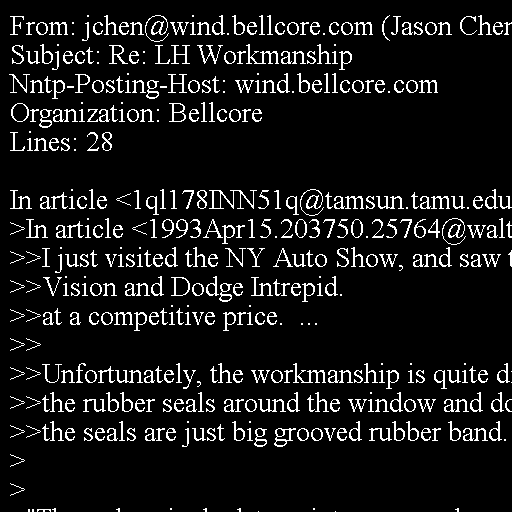 From: jchen@wind.bellcore.com (Jason Chen
Subject: Re: LH Workmanship
Nntp-Posting-Host: wind.bellcore.com
Organization: Bellcore
Lines: 28
In article <1ql178INN51q@tamsun.tamu.edu
>In article <1993Apr15.203750.25764@walt
>>I just visited the NY Auto Show, and saw
>>Vision and Dodge Intrepid.
>>at a competitive price.  ...
>>
>>Unfortunately, the workmanship is quite
>>the rubber seals around the window and
>>the seals are just big grooved rubber band.
>
>